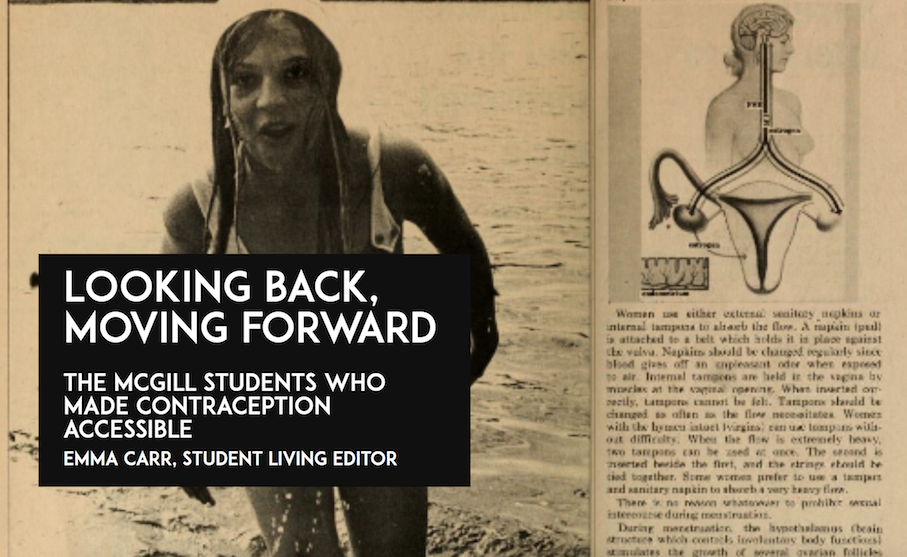 LOOKING BACK,
MOVING FORWARD
THE MCGILL STUDENTS WHO
MADE CONTRACEPTION
ACCESSIBLE
EMMA CARR, STUDENT LIVING EDITOR
estrogen
estrogen
Women use either external sanitary napkins or
internal tampons to absorb the flow. A napkin (pad)
is attached to a belt which holds it in place against
the vulva. Napkins should be changed regularly since
blood gives off an unpleasant odor when exposed
to air. Internal tampons are held in the vagina by
muscles at the vaginal opening. When inserted cor-
rectly, tampons cannot be felt. Tampons should be
changed as often as the flow necessitates. Women
with the hymen intact (virgins) can use tampons with-
out difficulty. When the flow is extremely heavy,
two tampons can be used at once. The second is
inserted beside the first, and the strings should be
tied together. Some women prefer to use a tampon
and sanitary napkin to absorb a very heavy flow.
There is no reason whatsoever to prohibit sexual
intercourse during menstruation.
During menstruation, the hypothalamus (brain
structure which controls involuntary body functions)
stimulates the growth of several ovarian follicles